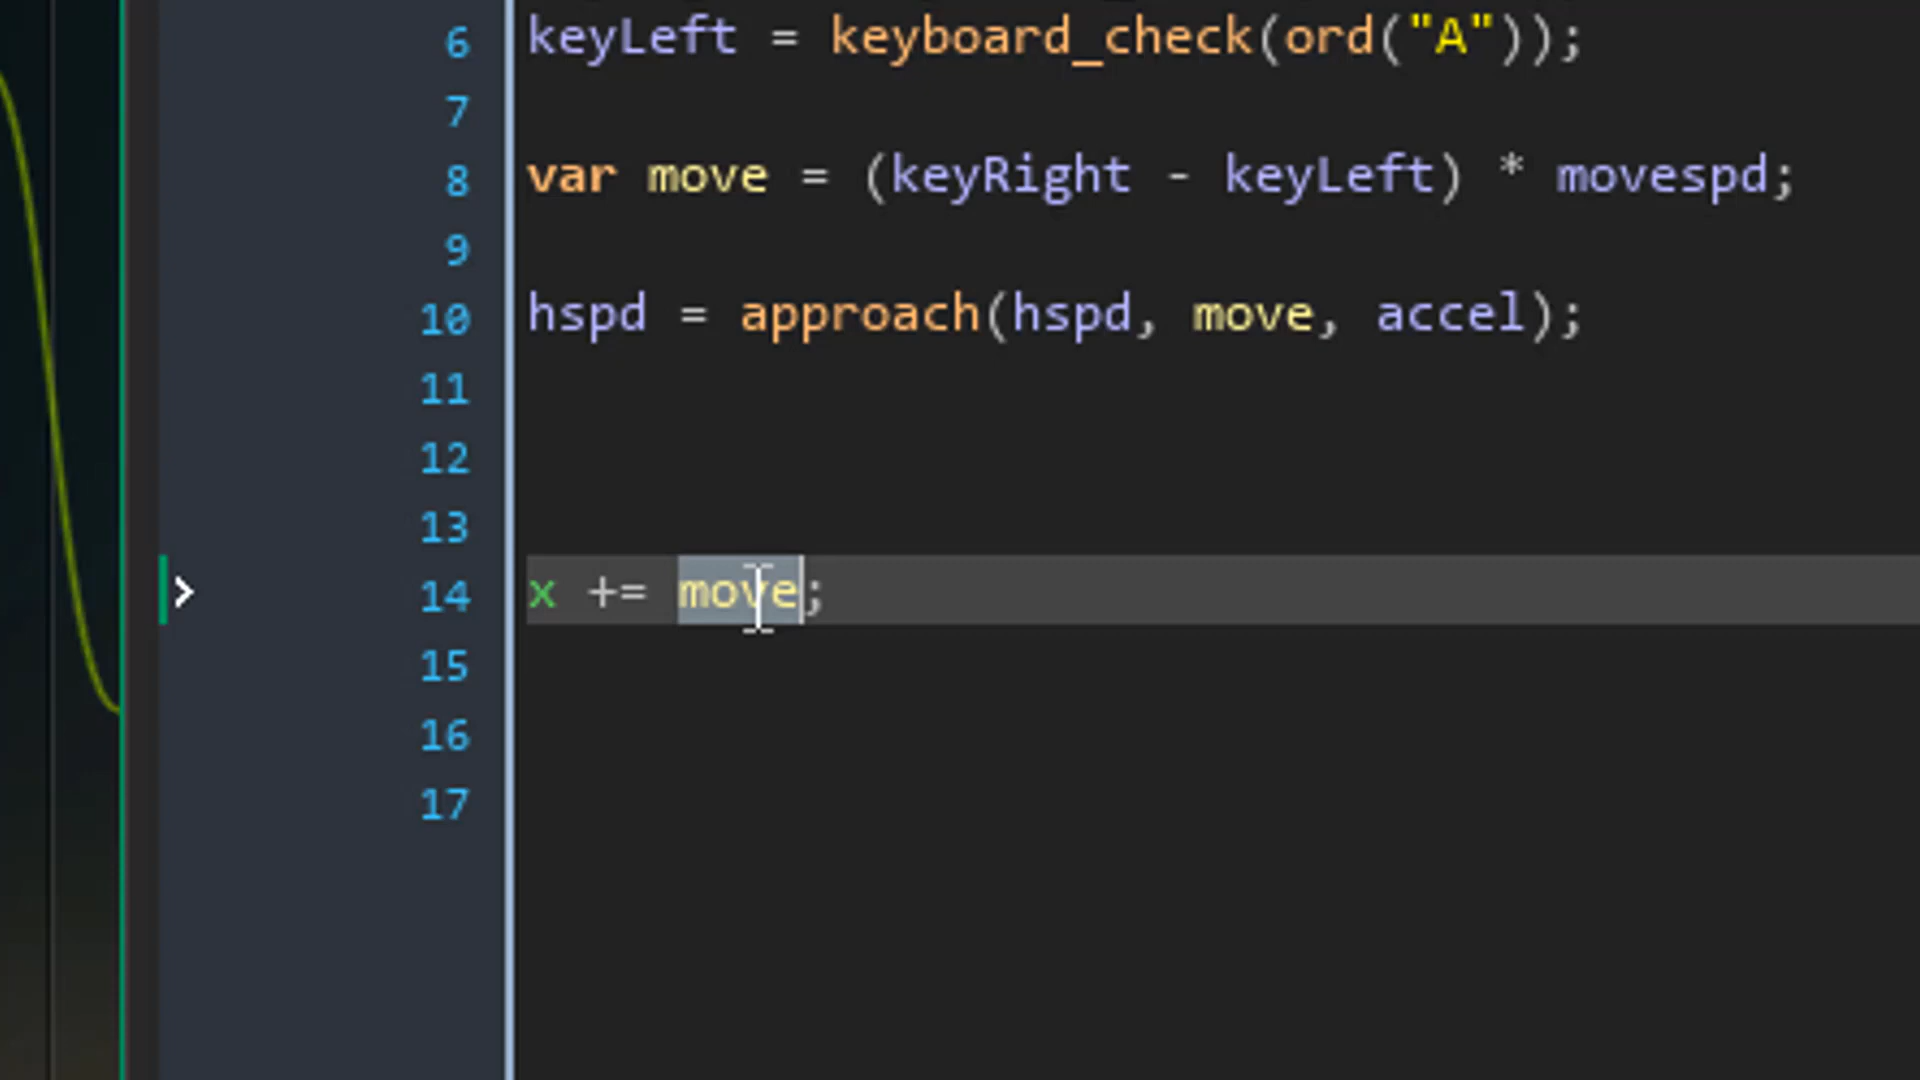 6 keyLeft = keyboard_check(ord("A"));
7
8 var move = (keyRight - keyLeft) * movespd;
9
10 hspd = approach(hspd, move, accel);
11
12
13
14 x += move;
15
16
17